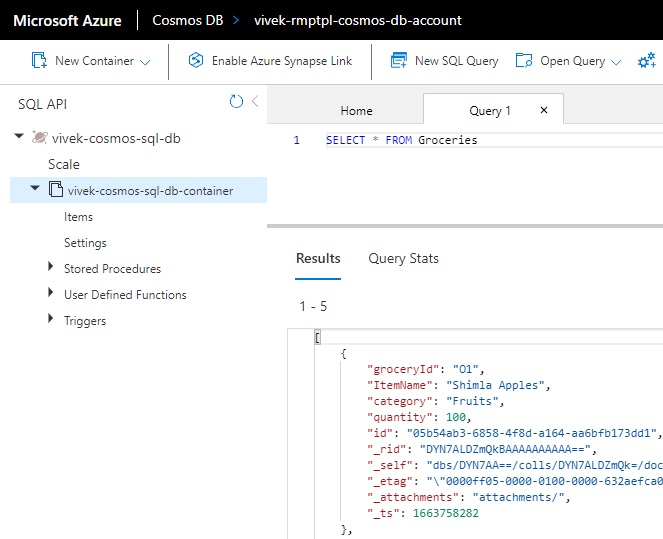 Microsoft Azure Cosmos DB > vivek-rmptpl-cosmos-db-account
New Container Enable Azure Synapse Link New SQL Query Open Query
SQL API
vivek-cosmos-sql-db
Scale
vivek-cosmos-sql-db-container
Items
Settings
Stored Procedures
User Defined Functions
Triggers
Home Query 1 ×
1 SELECT * FROM Groceries
Results Query Stats
1 - 5
[
{
"groceryId": "O1",
"ItemName": "Shimla Apples",
"category": "Fruits",
"quantity": 100,
"id": "05b54ab3-6858-4f8d-a164-aa6bfb173dd1",
"_rid": "DYN7ALDZmQkBAAAAAAAAAA==",
"_self": "dbs/DYN7AA==/colls/DYN7ALDZmQk=/doc
"_etag": "\"0000ff05-0000-0100-0000-632aefca0
"_attachments": "attachments/",
"_ts": 1663758282
},